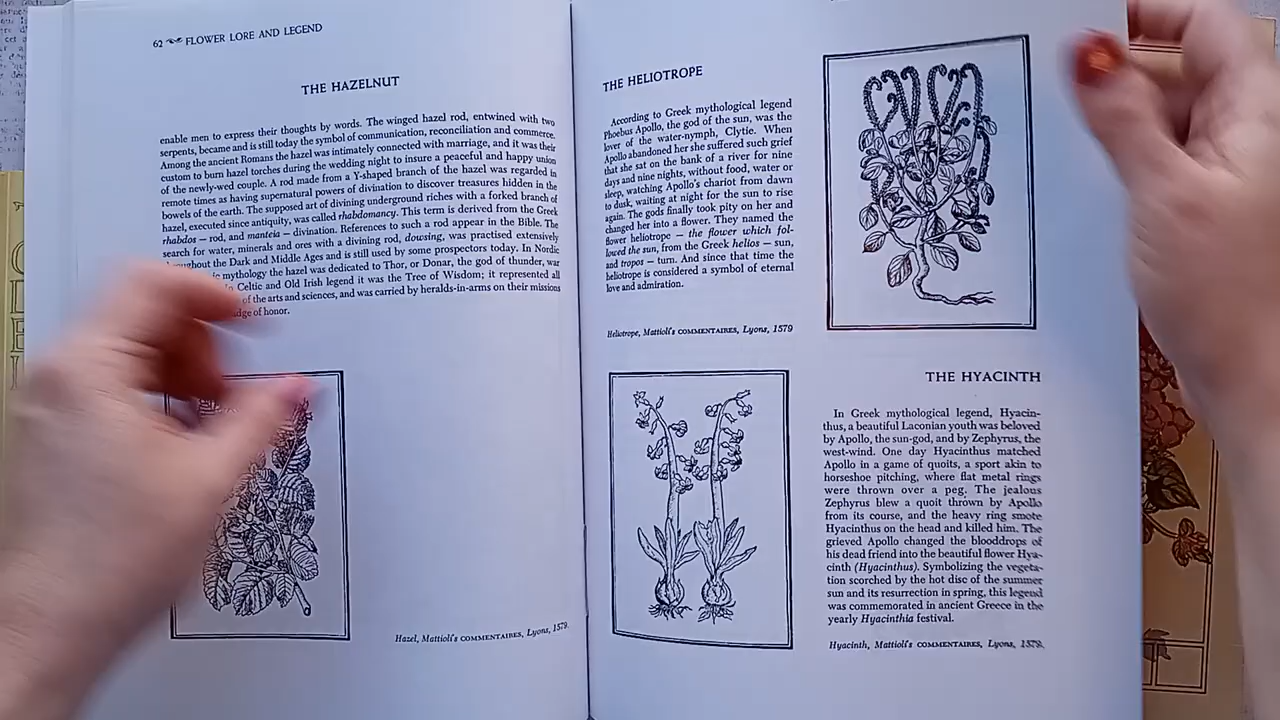 62 FLOWER LORE AND LEGEND
THE HAZELNUT
enable men to express their thoughts by words. The winged hazel rod, entwined with two
serpents, became and is still today the symbol of communication, reconciliation and commerce.
Among the ancient Romans the hazel was intimately connected with marriage, and it was their
custom to burn hazel torches during the wedding night to insure a peaceful and happy union
of the newly-wed couple. A rod made from a Y-shaped branch of the hazel was regarded in
remote times as having supernatural powers of divination to discover treasures hidden in the
bowels of the earth. The supposed art of divining underground riches with a forked branch of
hazel, executed since antiquity, was called rhabdomancy. This term is derived from the Greek
rhabdos — rod, and manteia — divination. References to such a rod appear in the Bible. The
search for water, minerals and ores with a divining rod, dowsing, was practised extensively
the Dark and Middle Ages and is still used by some prospectors today. In Nordic
mythology the hazel was dedicated to Thor, or Donar, the god of thunder, war
In Celtic and Old Irish legend it was the Tree of Wisdom; it represented all
of the arts and sciences, and was carried by heralds-in-arms on their missions
of honor.
Hazel, Mattioli's COMMENTAIRES, Lyons, 1579.
THE HELIOTROPE
According to Greek mythological legend
Phoebus Apollo, the god of the sun, was the
lover of the water-nymph, Clytie. When
Apollo abandoned her she suffered such grief
that she sat on the bank of a river for nine
days and nine nights, without food, water or
sleep, watching Apollo's chariot from dawn
to dusk, waiting at night for the sun to rise
again. The gods finally took pity on her and
changed her into a flower. They named the
flower heliotrope — the flower which fol-
lowed the sun, from the Greek helios — sun,
and tropos — turn. And since that time the
heliotrope is considered a symbol of eternal
love and admiration.
Heliotrope, Mattioli's COMMENTAIRES, Lyons, 1579
THE HYACINTH
In Greek mythological legend, Hyacin-
thus, a beautiful Laconian youth was beloved
by Apollo, the sun-god, and by Zephyrus, the
west-wind. One day Hyacinthus matched
Apollo in a game of quoits, a sport akin to
horseshoe pitching, where flat metal rings
were thrown over a peg. The jealous
Zephyrus blew a quoit thrown by Apollo
from its course, and the heavy ring smote
Hyacinthus on the head and killed him. The
grieved Apollo changed the blooddrops of
his dead friend into the beautiful flower Hya-
cinth (Hyacinthus). Symbolizing the vegeta-
tion scorched by the hot disc of the summer
sun and its resurrection in spring, this legend
was commemorated in ancient Greece in the
yearly Hyacinthia festival.
Hyacinth, Mattioli's COMMENTAIRES, Lyons, 1579.